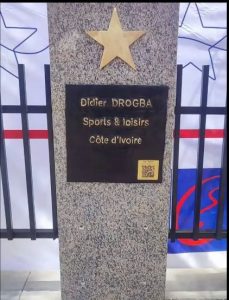 Didier DROGBA
Sports & loisirs
Côte d'Ivoire